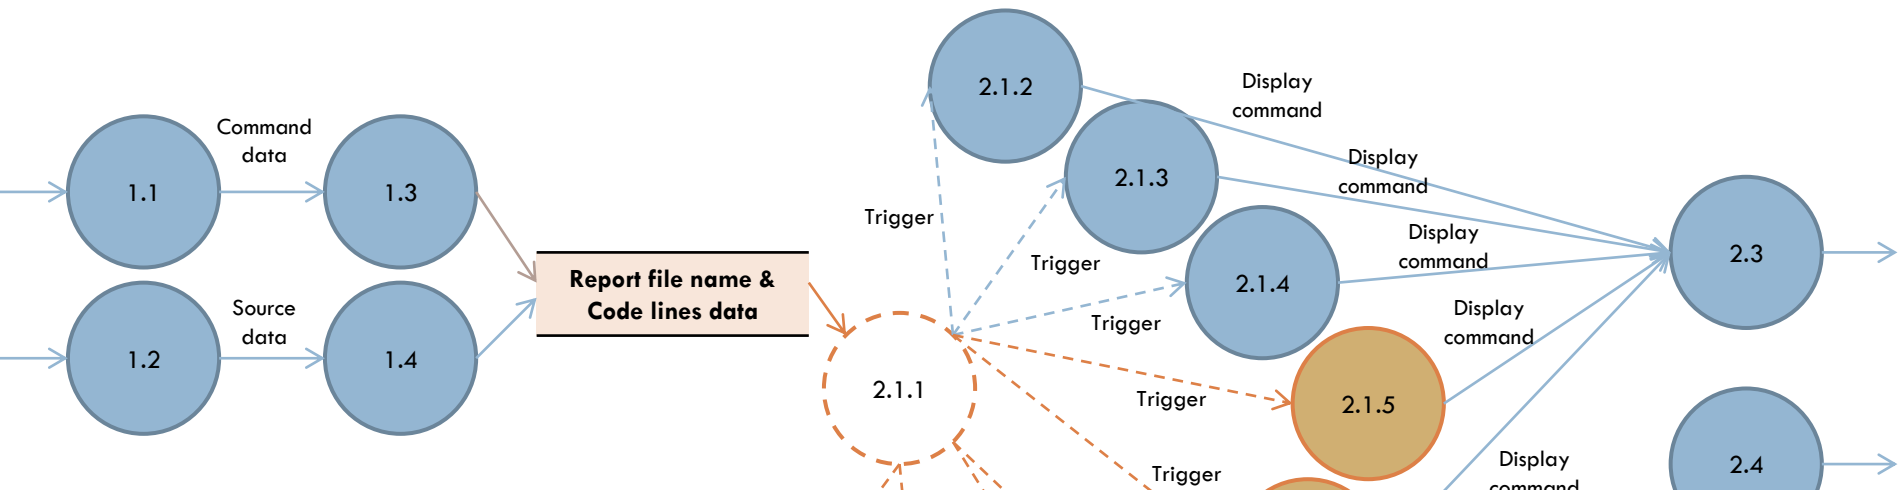 2.1.2
Display
command
Command
data
1.1
1.3
2.1.3
Display
command
Trigger
Display
command
2.3
Trigger
2.1.4
Report file name &
Code lines data
Source
data
1.2
1.4
Trigger
Display
command
2.1.1
Trigger
2.1.5
2.4
Trigger
Display
command